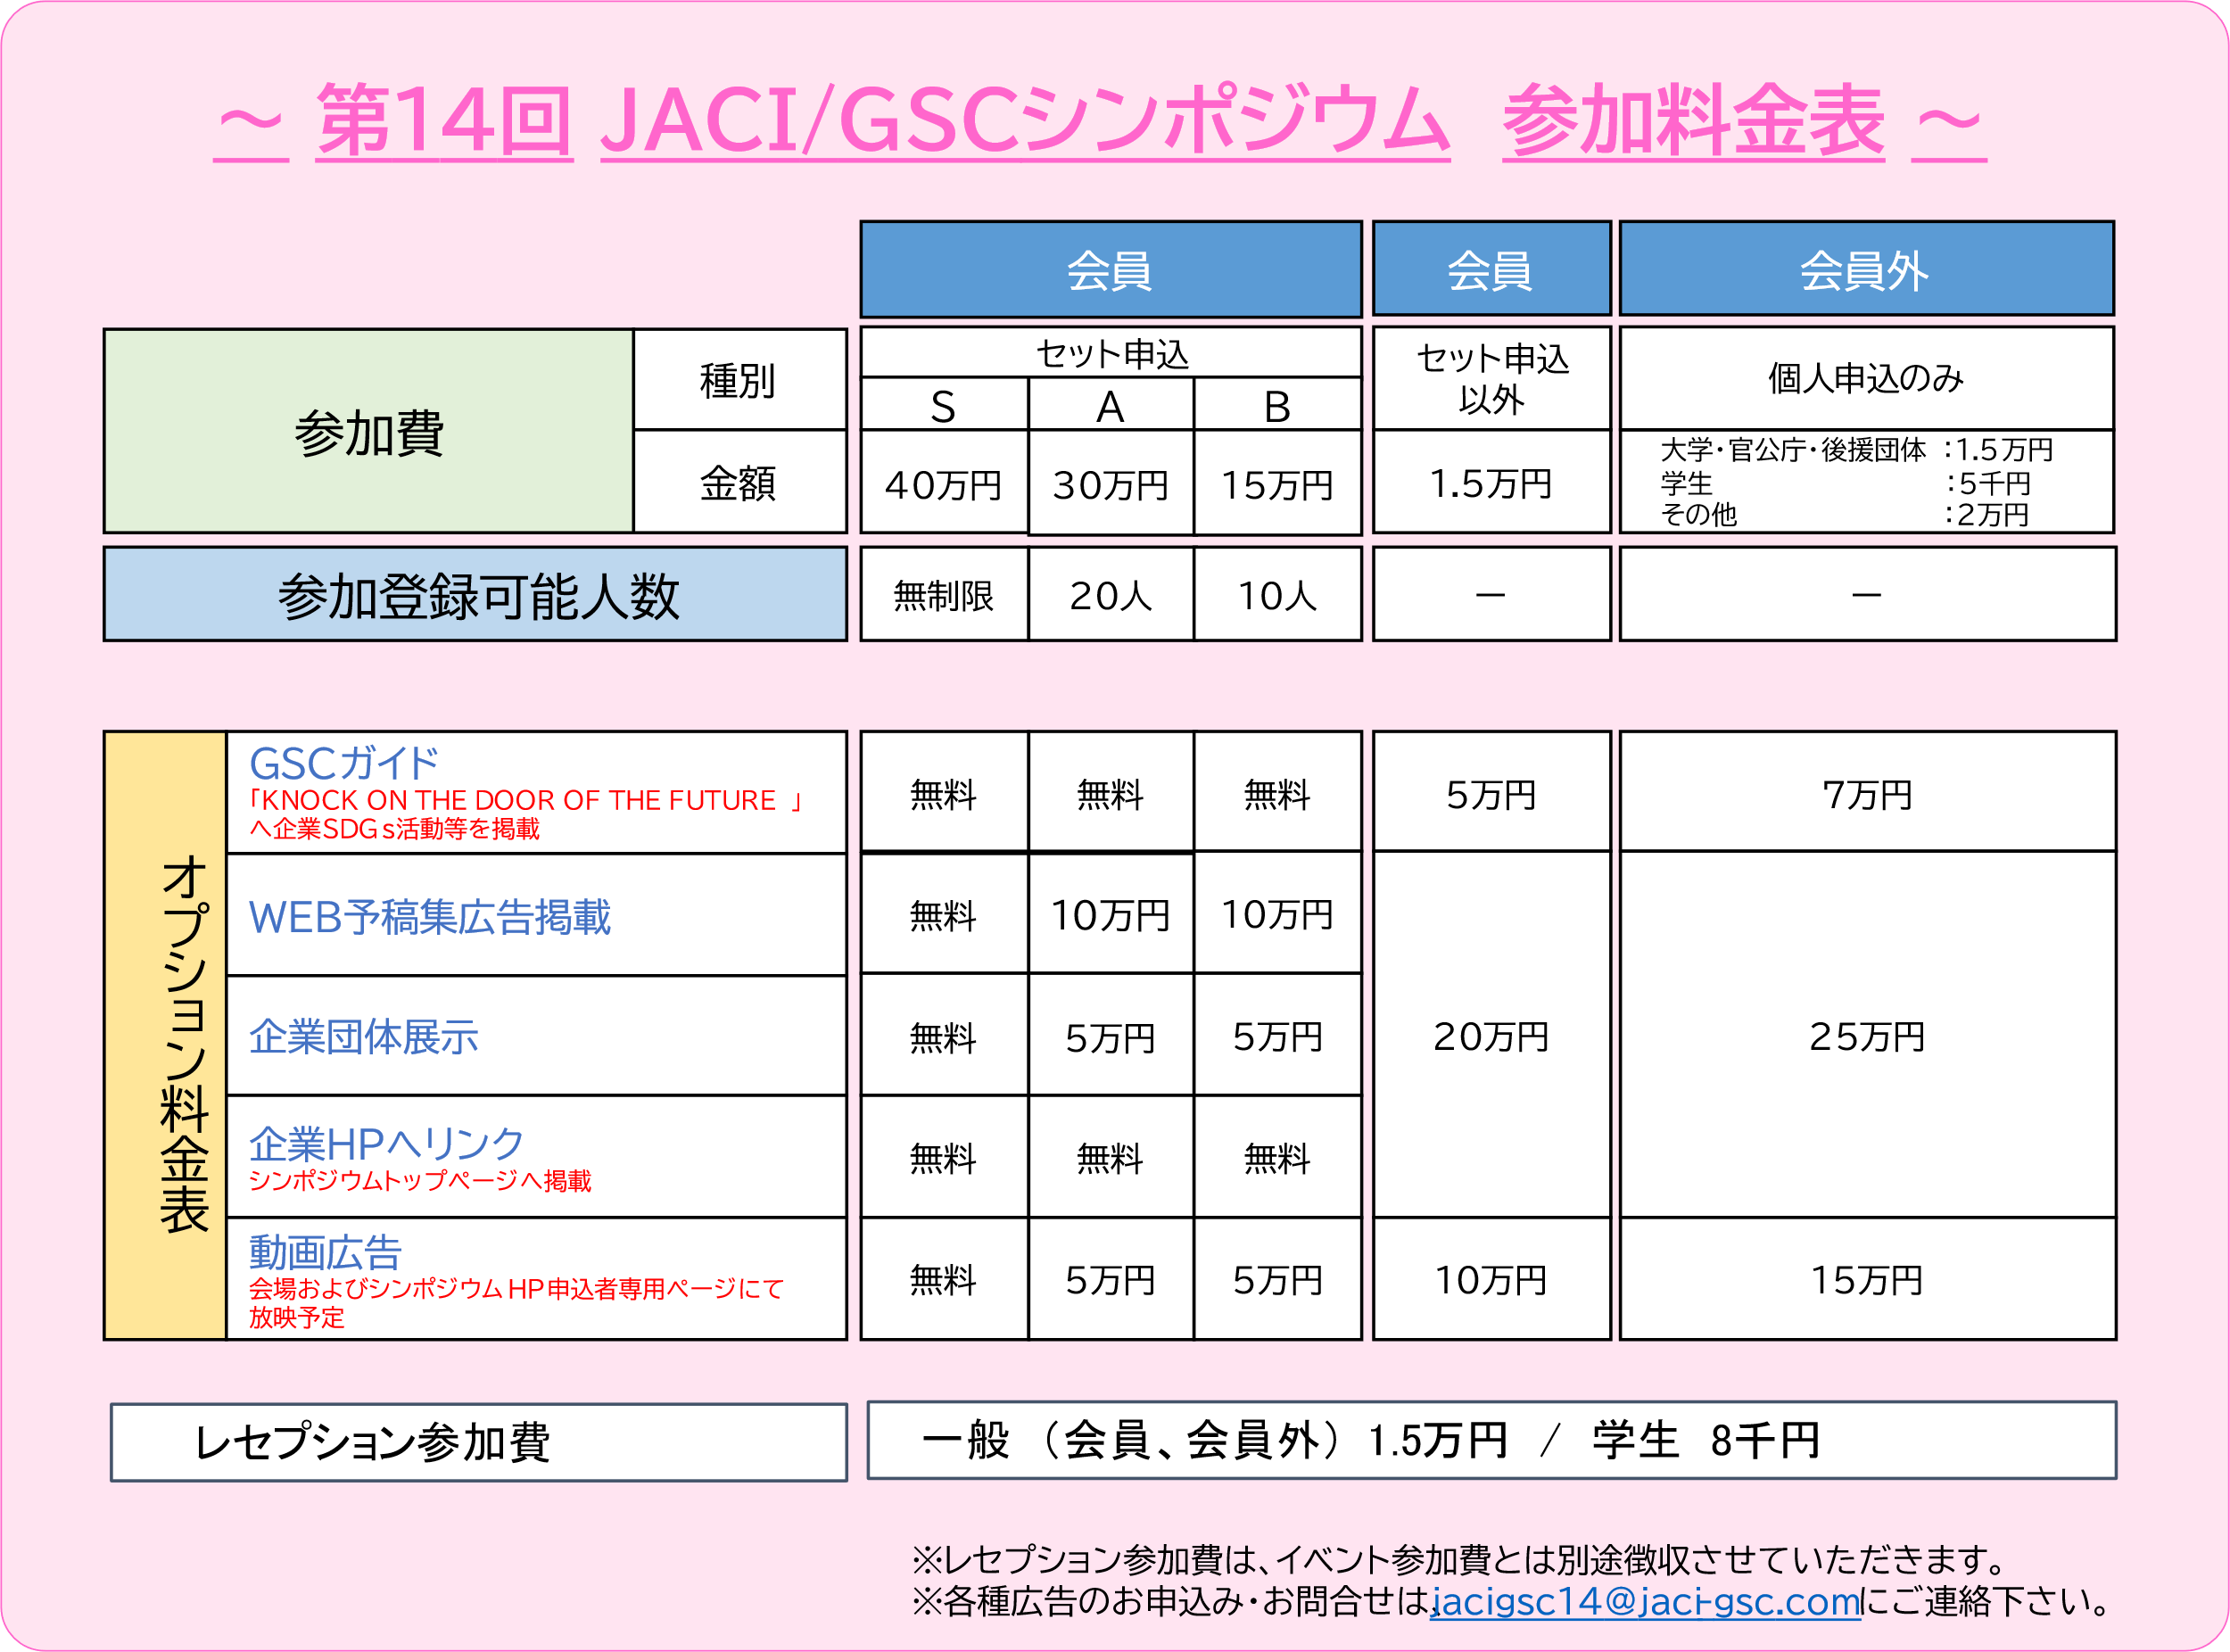 ～ 第14回 JACI/GSCシンポジウム 参加料金表 ～
会員 会員 会員外
参加費
種別
セット申込
S A B
セット申込
以外
個人申込のみ
金額
40万円 30万円 15万円 1.5万円
大学・官公庁・後援団体 ：1.5万円
学生 ：5千円
その他 ：2万円
参加登録可能人数 無制限 20人 10人 － －
オプション料金表
GSCガイド
「KNOCK ON THE DOOR OF THE FUTURE 」
へ企業SDGs活動等を掲載
無料 無料 無料 5万円 7万円
WEB予稿集広告掲載 無料 10万円 10万円
企業団体展示 無料 5万円 5万円 20万円 25万円
企業HPへリンク
シンポジウムトップページへ掲載
無料 無料 無料
動画広告
会場およびシンポジウムHP申込者専用ページにて
放映予定
無料 5万円 5万円 10万円 15万円
レセプション参加費 一般 （会員、会員外）1.5万円 / 学生 8千円
※レセプション参加費は、イベント参加費とは別途徴収させていただきます。
※各種広告のお申込み・お問合せは、jacigsc14@jaci-gsc.comにご連絡下さい。